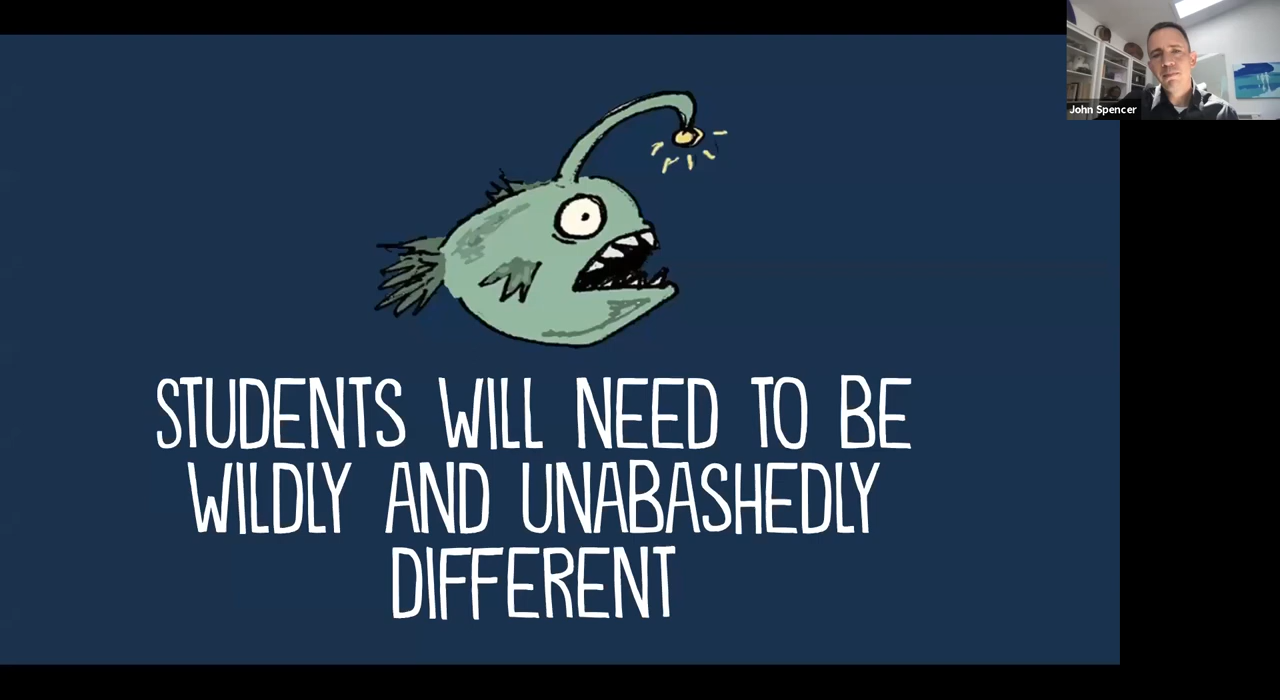 John Spencer
STUDENTS WILL NEED TO BE
WILDLY AND UNABASHEDLY
DIFFERENT